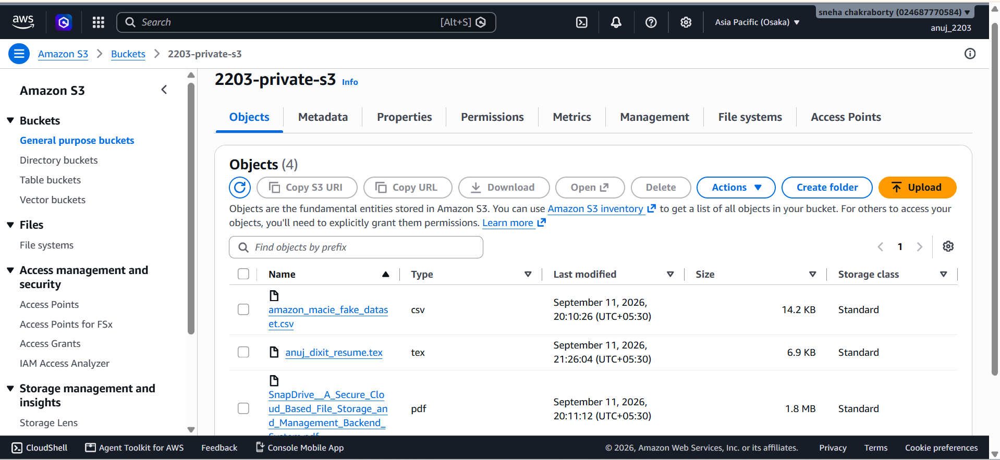 aws
Search
[Alt+S]
Asia Pacific (Osaka)
sneha chakraborty (024687770584)
anuj_2203
Amazon S3
Buckets
2203-private-s3
Amazon S3
Buckets
General purpose buckets
Directory buckets
Table buckets
Vector buckets
Files
File systems
Access management and
security
Access Points
Access Points for FSx
Access Grants
IAM Access Analyzer
Storage management and
insights
Storage Lens
2203-private-s3 Info
Objects
Metadata
Properties
Permissions
Metrics
Management
File systems
Access Points
Objects (4)
Copy S3 URI
Copy URL
Download
Open
Delete
Actions
Create folder
Upload
Objects are the fundamental entities stored in Amazon S3. You can use Amazon S3 inventory to get a list of all objects in your bucket. For others to access your
objects, you'll need to explicitly grant them permissions. Learn more
Find objects by prefix
1
Name
Type
Last modified
Size
Storage class
amazon_macie_fake_datas
et.csv
csv
September 11, 2026,
20:10:26 (UTC+05:30)
14.2 KB
Standard
anuj_dixit_resume.tex
tex
September 11, 2026,
21:26:04 (UTC+05:30)
6.9 KB
Standard
SnapDrive__A_Secure_Clo
ud_Based_File_Storage_an
d_Management_Backend_
System.pdf
pdf
September 11, 2026,
20:11:12 (UTC+05:30)
1.8 MB
Standard
CloudShell
Agent Toolkit for AWS
Feedback
Console Mobile App
© 2026, Amazon Web Services, Inc. or its affiliates.
Privacy
Terms
Cookie preferences